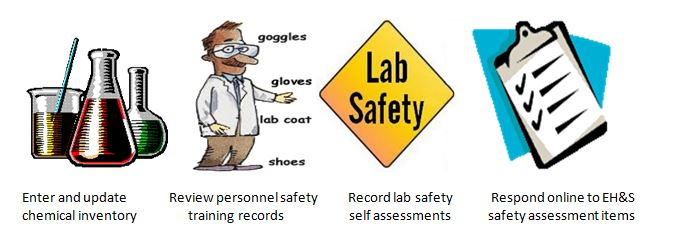 goggles
gloves
lab coat
shoes
Lab
Safety
Enter and update
chemical inventory
Review personnel safety
training records
Record lab safety
self assessments
Respond online to EH&S
safety assessment items